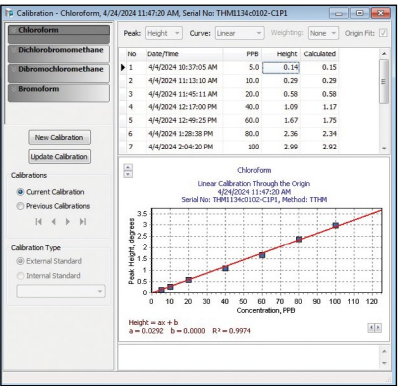 Calibration - Chloroform, 4/24/2024 11:47:20 AM, Serial No: THM1134c0102-C1P1
Chloroform
Dichlorobromomethane
Dibromochloromethane
Bromoform
New Calibration
Update Calibration
Calibrations
Current Calibration
Previous Calibrations
Calibration Type
External Standard
Internal Standard
Peak: Height Curve: Linear Weighting: None Origin Fit:
No Date/Time PPB Height Calculated
1 4/4/2024 10:37:05 AM 5.0 0.14 0.15
2 4/4/2024 11:13:10 AM 10.0 0.29 0.29
3 4/4/2024 11:45:11 AM 20.0 0.58 0.58
4 4/4/2024 12:17:00 PM 40.0 1.09 1.17
5 4/4/2024 12:49:25 PM 60.0 1.67 1.75
6 4/4/2024 1:28:38 PM 80.0 2.36 2.34
7 4/4/2024 2:04:20 PM 100 2.99 2.92
Chloroform
Linear Calibration Through the Origin
4/24/2024 11:47:20 AM
Serial No: THM1134c0102-C1P1, Method: TTHM
Peak Height, degrees
3.5
3
2.5
2
1.5
1
0.5
0
0 10 20 30 40 50 60 70 80 90 100 110 120
Concentration, PPB
Height = ax + b
a = 0.0292 b = 0.0000 R² = 0.9974